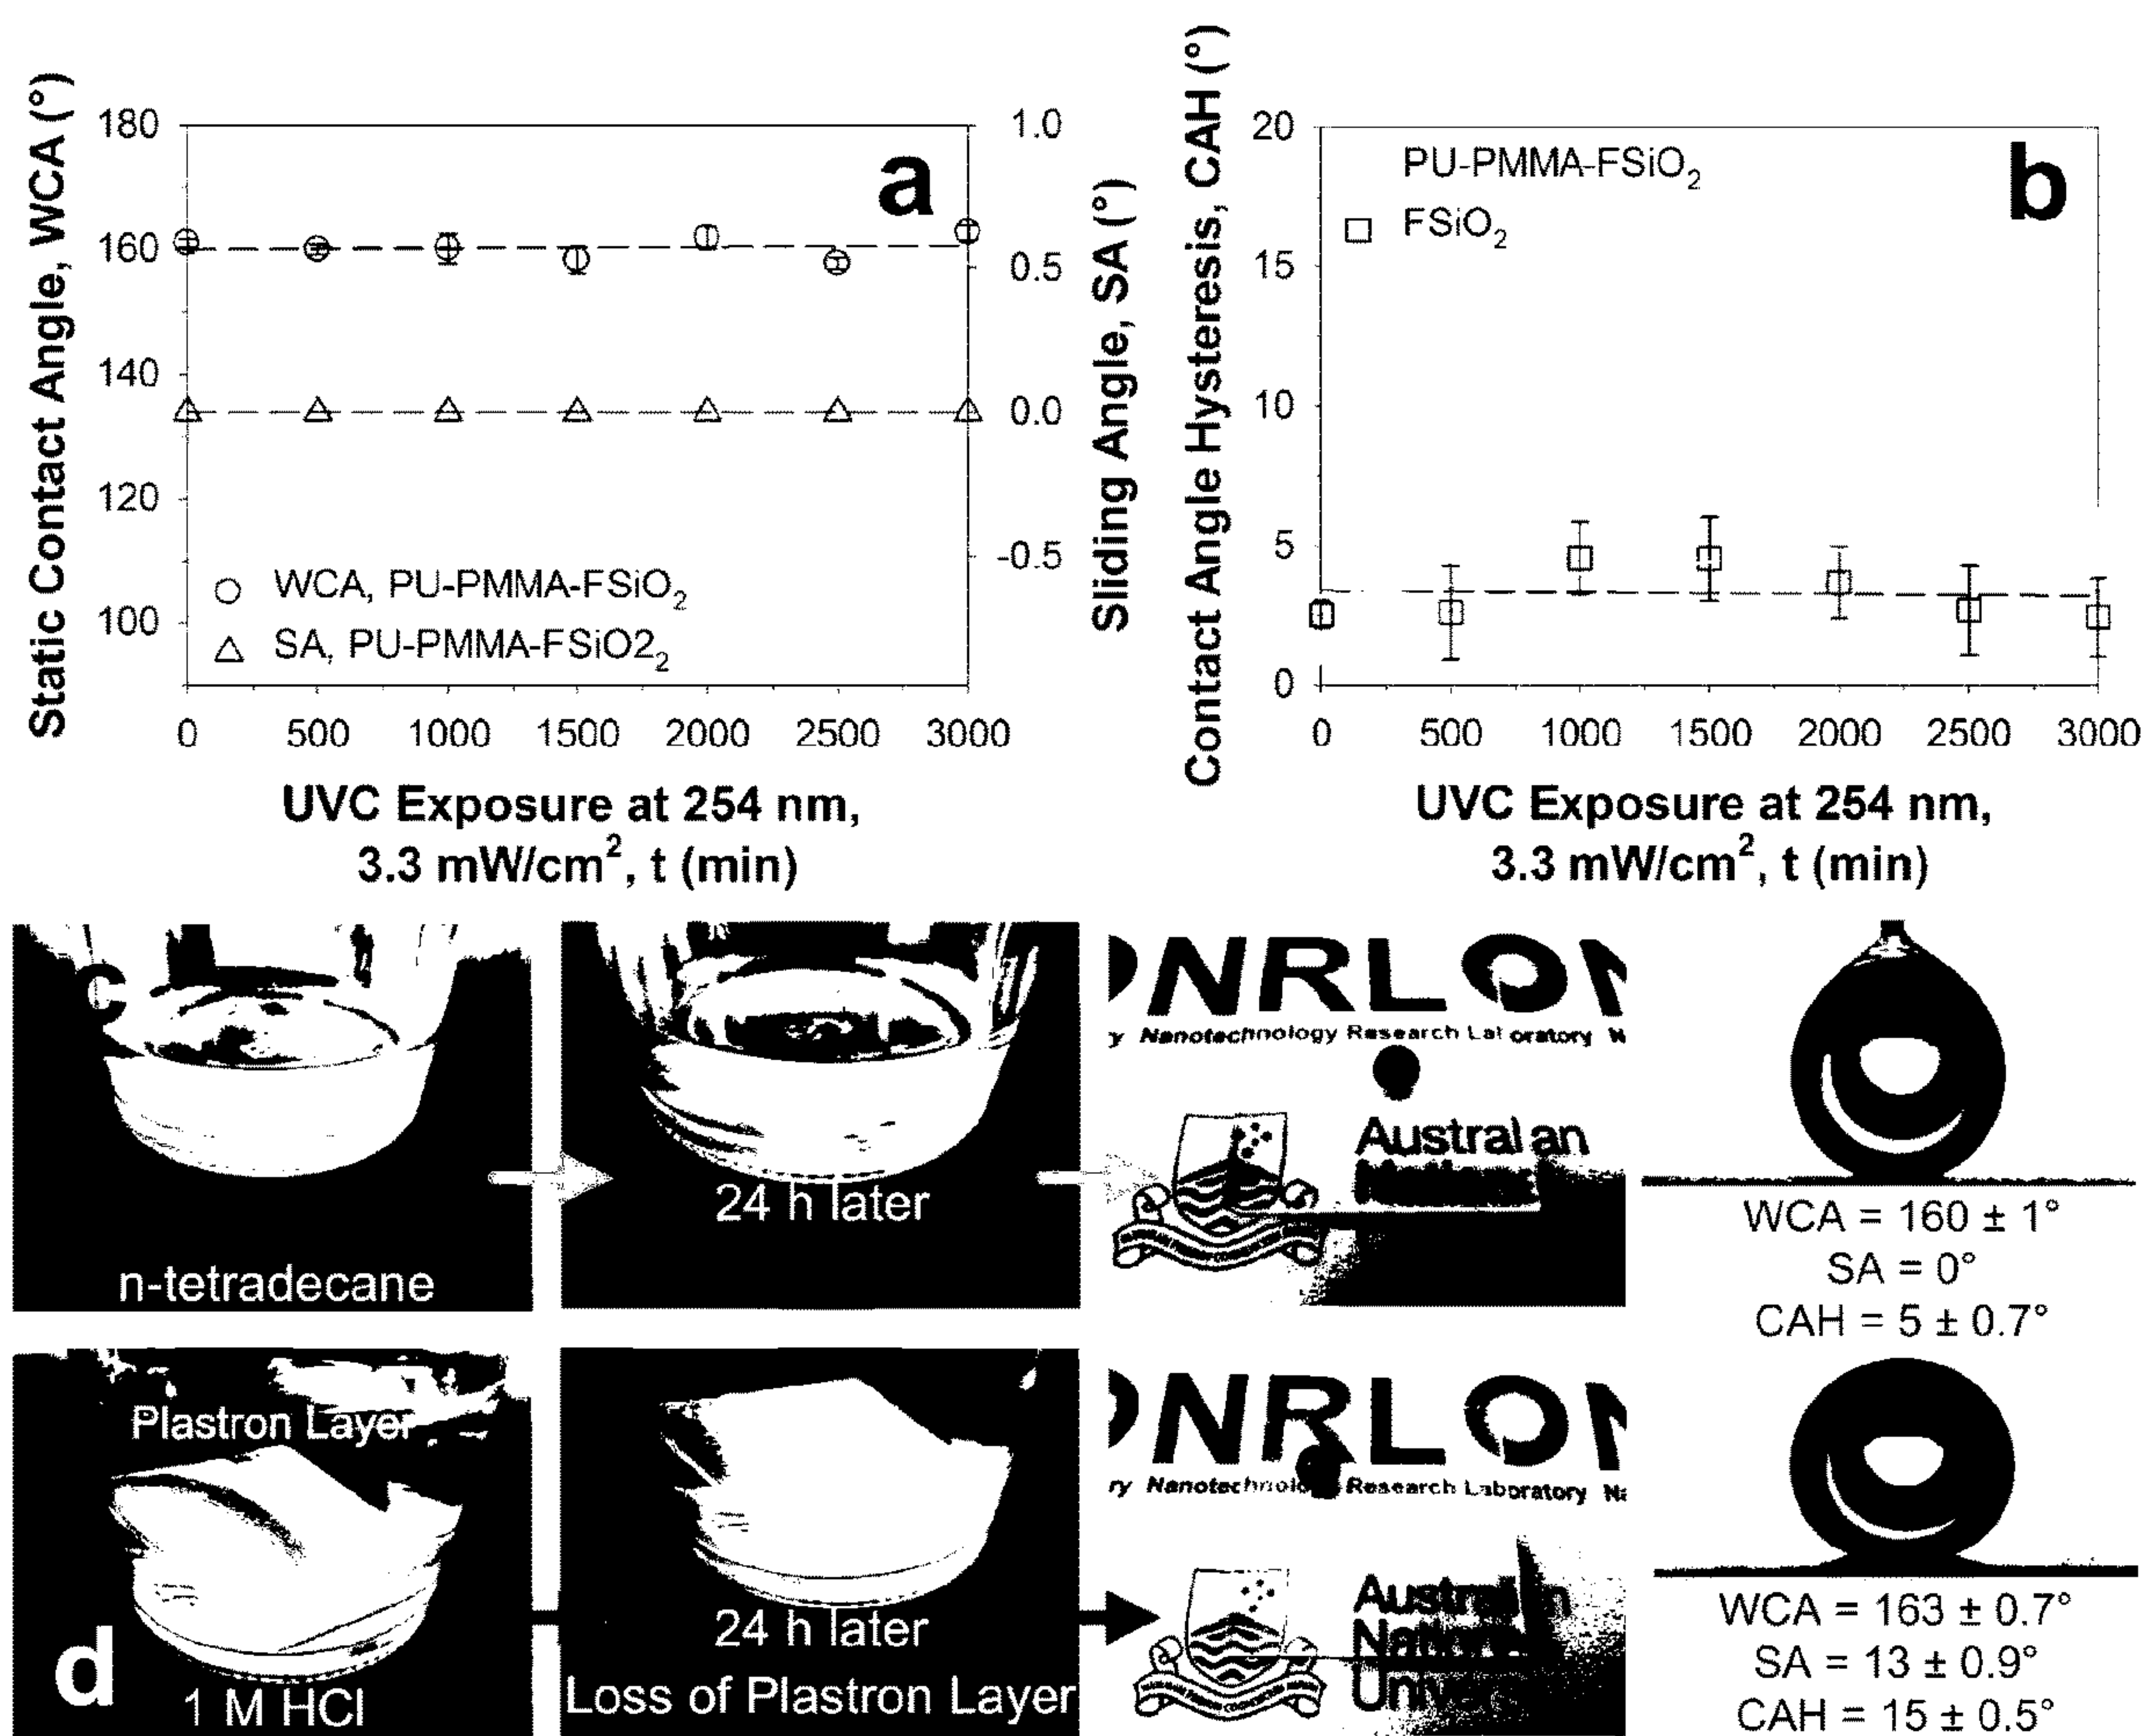 Static Contact Angle, WCA (°)
180
160
140
120
100
a
WCA, PU-PMMA-FSiO₂
SA, PU-PMMA-FSiO2₂
1.0
0.5
0.0
-0.5
Sliding Angle, SA (°)
0 500 1000 1500 2000 2500 3000
UVC Exposure at 254 nm,
3.3 mW/cm², t (min)
Contact Angle Hysteresis, CAH (°)
20
15
10
5
0
PU-PMMA-FSiO₂
FSiO₂
b
0 500 1000 1500 2000 2500 3000
UVC Exposure at 254 nm,
3.3 mW/cm², t (min)
c
n-tetradecane
24 h later
NRLON
y Nanotechnology Research Lal oratory N
Austral an
WCA = 160 ± 1°
SA = 0°
CAH = 5 ± 0.7°
Plastron Layer
d
1 M HCl
24 h later
Loss of Plastron Layer
NRLON
ry Research Laboratory
WCA = 163 ± 0.7°
SA = 13 ± 0.9°
CAH = 15 ± 0.5°